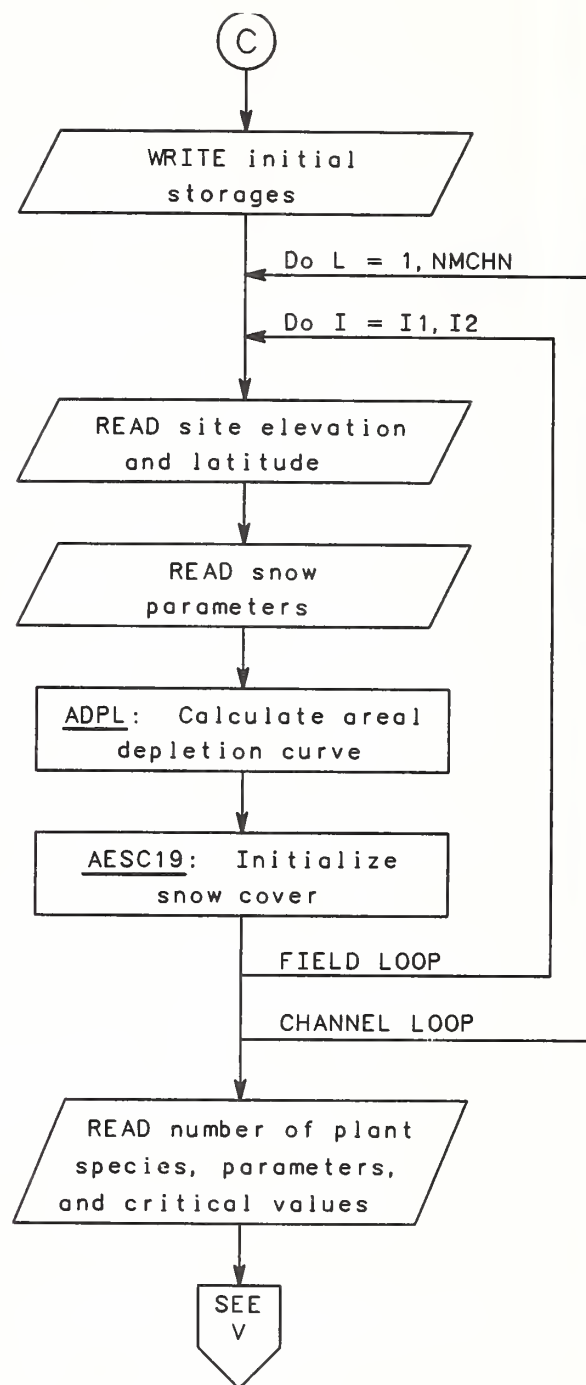 C
WRITE initial
storages
Do L = 1, NMCHN
Do I = I1, I2
READ site elevation
and latitude
READ snow
parameters
ADPL: Calculate areal
depletion curve
AESC19: Initialize
snow cover
FIELD LOOP
CHANNEL LOOP
READ number of plant
species, parameters,
and critical values
SEE
V